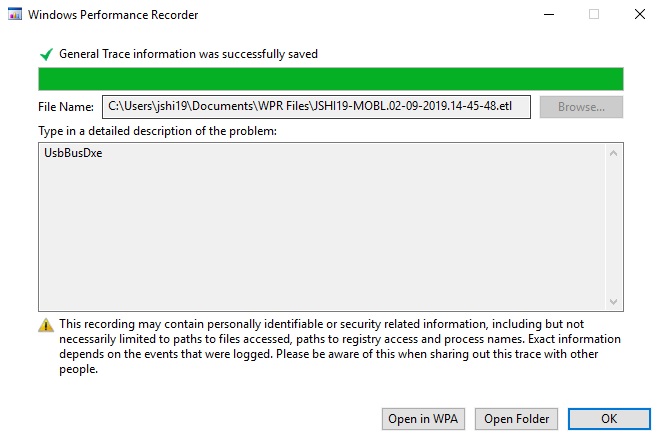 Windows Performance Recorder
General Trace information was successfully saved
File Name: C:\Users\jshi19\Documents\WPR Files\JSHI19-MOBL.02-09-2019.14-45-48.etl Browse...
Type in a detailed description of the problem:
UsbBusDxe
This recording may contain personally identifiable or security related information, including but not
necessarily limited to paths to files accessed, paths to registry access and process names. Exact information
depends on the events that were logged. Please be aware of this when sharing out this trace with other
people.
Open in WPA Open Folder OK